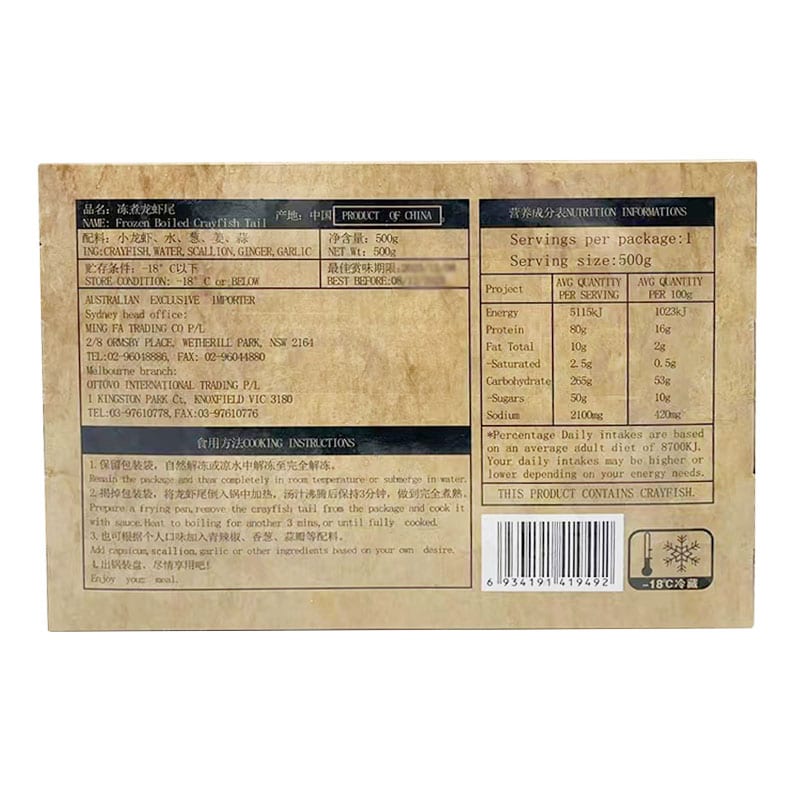 品名：冻煮龙虾尾
NAME: Frozen Boiled Crayfish Tail
产地：中国 PRODUCT OF CHINA
配料：小龙虾、水、葱、姜、蒜
ING:CRAYFISH,WATER,SCALLION,GINGER,GARLIC
净含量：500g
NET Wt: 500g
贮存条件：-18°C以下
STORE CONDITION: -18° C or BELOW
最佳赏味期限:
BEST BEFORE:08/
AUSTRALIAN EXCLUSIVE IMPORTER
Sydney head office:
MING FA TRADING CO P/L
2/8 ORMSBY PLACE, WETHERILL PARK, NSW 2164
TEL:02-96048886, FAX: 02-96044880
Melbourne branch:
OTTOVO INTERNATIONAL TRADING P/L
1 KINGSTON PARK Ct, KNOXFIELD VIC 3180
TEL:03-97610778,FAX:03-97610776
食用方法COOKING INSTRUCTIONS
1.保留包装袋，自然解冻或凉水中解冻至完全解冻。
Remain the package and thaw completely in room temperature or submerge in water.
2.揭掉包装袋，将龙虾尾倒入锅中加热，汤汁沸腾后保持3分钟，做到完全煮熟。
Prepare a frying pan, remove the crayfish tail from the package and cook it
with sauce. Heat to boiling for another 3 mins, or until fully cooked.
3.也可根据个人口味加入青辣椒、香葱、蒜瓣等配料。
Add capsicum, scallion, garlic or other ingredients based on your own desire.
4.出锅装盘，尽情享用吧!
Enjoy your meal.
营养成分表NUTRITION INFORMATIONS
Servings per package:1
Serving size:500g
Project AVG QUANTITY PER SERVING AVG QUANTITY PER 100g
Energy 5115kJ 1023kJ
Protein 80g 16g
Fat Total 10g 2g
-Saturated 2.5g 0.5g
Carbohydrate 265g 53g
-Sugars 50g 10g
Sodium 2100mg 420mg
*Percentage Daily intakes are based
on an average adult diet of 8700KJ.
Your daily intakes may be higher or
lower depending on your energy needs.
THIS PRODUCT CONTAINS CRAYFISH.
6 934191 419492
-18℃冷藏